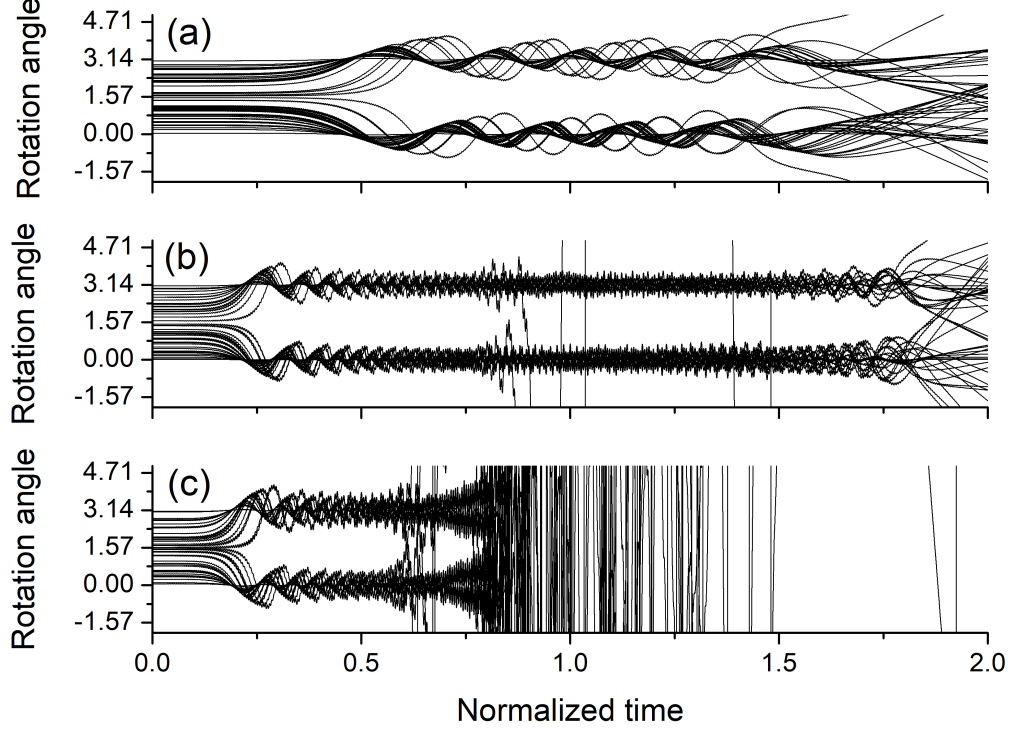 Rotation angle
4.71
3.14
1.57
0.00
-1.57
(a)
Rotation angle
4.71
3.14
1.57
0.00
-1.57
(b)
Rotation angle
4.71
3.14
1.57
0.00
-1.57
(c)
0.0 0.5 1.0 1.5 2.0
Normalized time